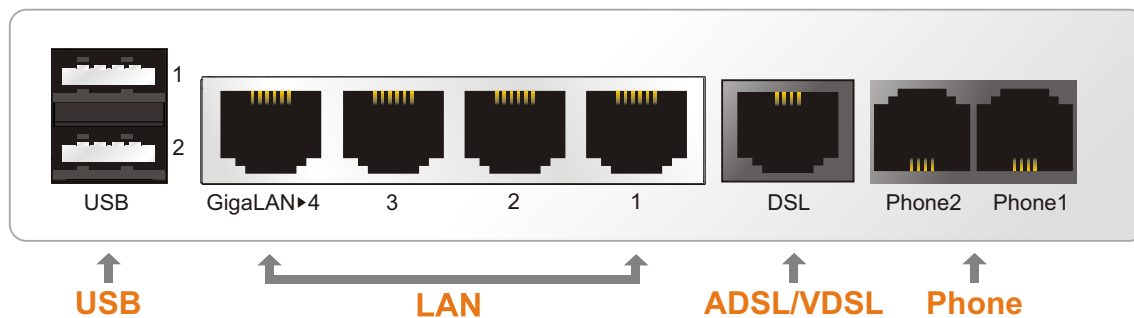 1
2
USB
GigaLAN▸4
3
2
1
DSL
Phone2
Phone1
USB
LAN
ADSL/VDSL
Phone